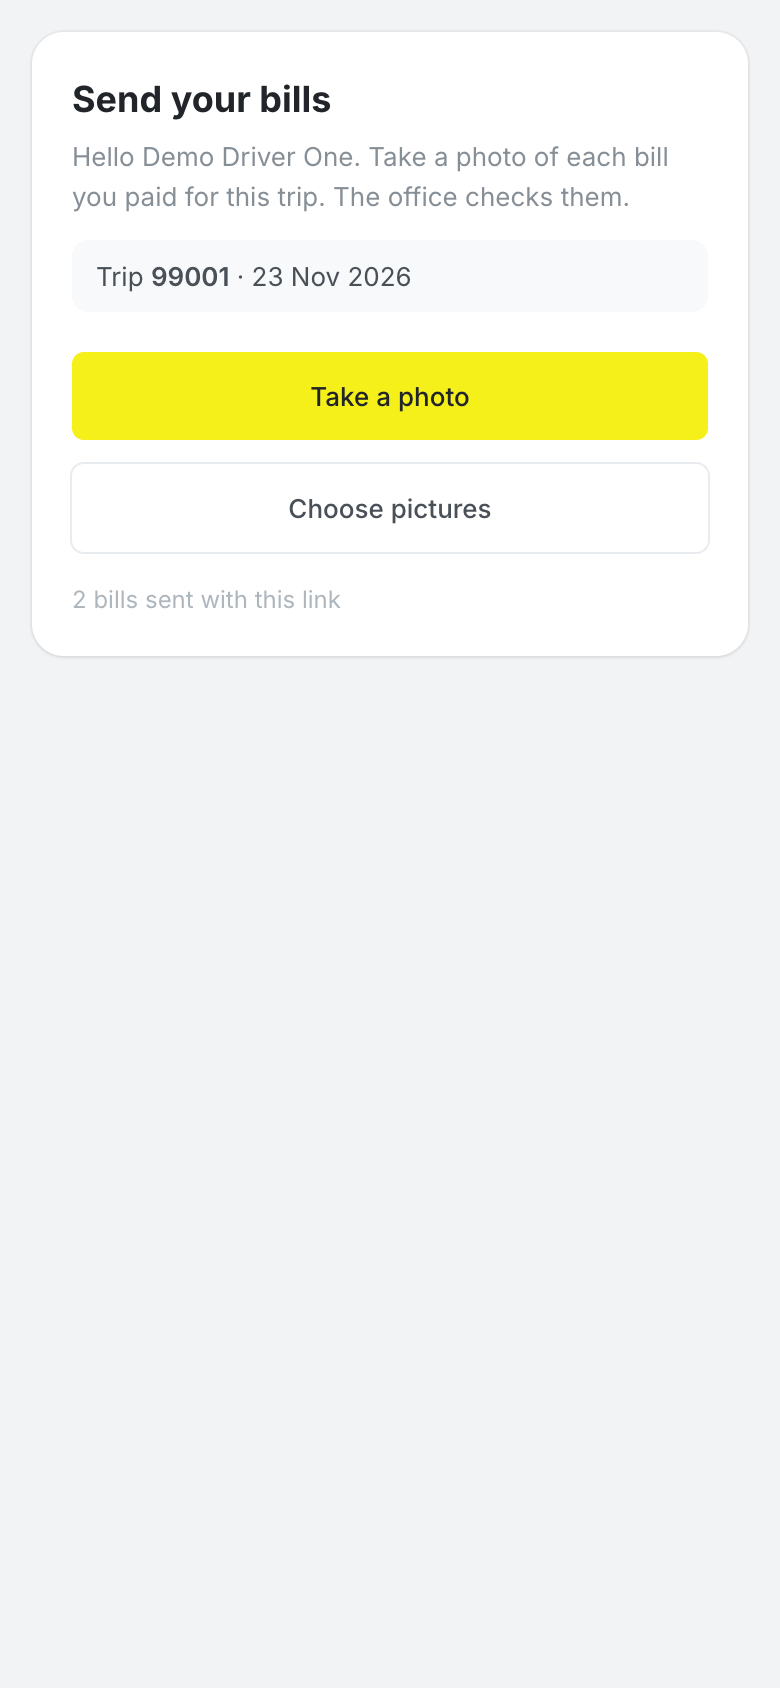 Send your bills
Hello Demo Driver One. Take a photo of each bill
you paid for this trip. The office checks them.
Trip 99001 · 23 Nov 2026
Take a photo
Choose pictures
2 bills sent with this link